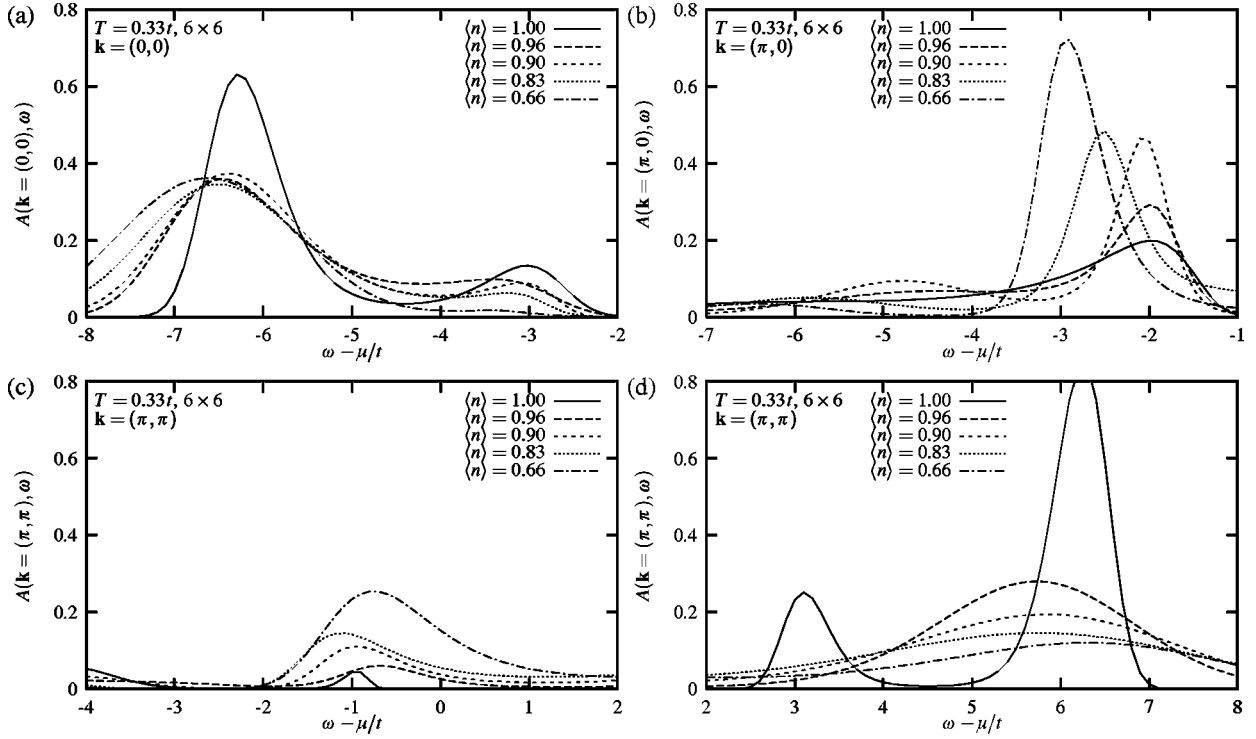 (a)
T = 0.33t, 6 × 6
k = (0,0)
⟨n⟩ = 1.00
⟨n⟩ = 0.96
⟨n⟩ = 0.90
⟨n⟩ = 0.83
⟨n⟩ = 0.66
A(k = (0,0), ω)
0.8
0.6
0.4
0.2
0
-8 -7 -6 -5 -4 -3 -2
ω − μ/t
(b)
T = 0.33t, 6 × 6
k = (π,0)
⟨n⟩ = 1.00
⟨n⟩ = 0.96
⟨n⟩ = 0.90
⟨n⟩ = 0.83
⟨n⟩ = 0.66
A(k = (π,0), ω)
0.8
0.6
0.4
0.2
0
-7 -6 -5 -4 -3 -2 -1
ω − μ/t
(c)
T = 0.33t, 6 × 6
k = (π,π)
⟨n⟩ = 1.00
⟨n⟩ = 0.96
⟨n⟩ = 0.90
⟨n⟩ = 0.83
⟨n⟩ = 0.66
A(k = (π,π), ω)
0.8
0.6
0.4
0.2
0
-4 -3 -2 -1 0 1 2
ω − μ/t
(d)
T = 0.33t, 6 × 6
k = (π,π)
⟨n⟩ = 1.00
⟨n⟩ = 0.96
⟨n⟩ = 0.90
⟨n⟩ = 0.83
⟨n⟩ = 0.66
A(k = (π,π), ω)
0.8
0.6
0.4
0.2
0
2 3 4 5 6 7 8
ω − μ/t